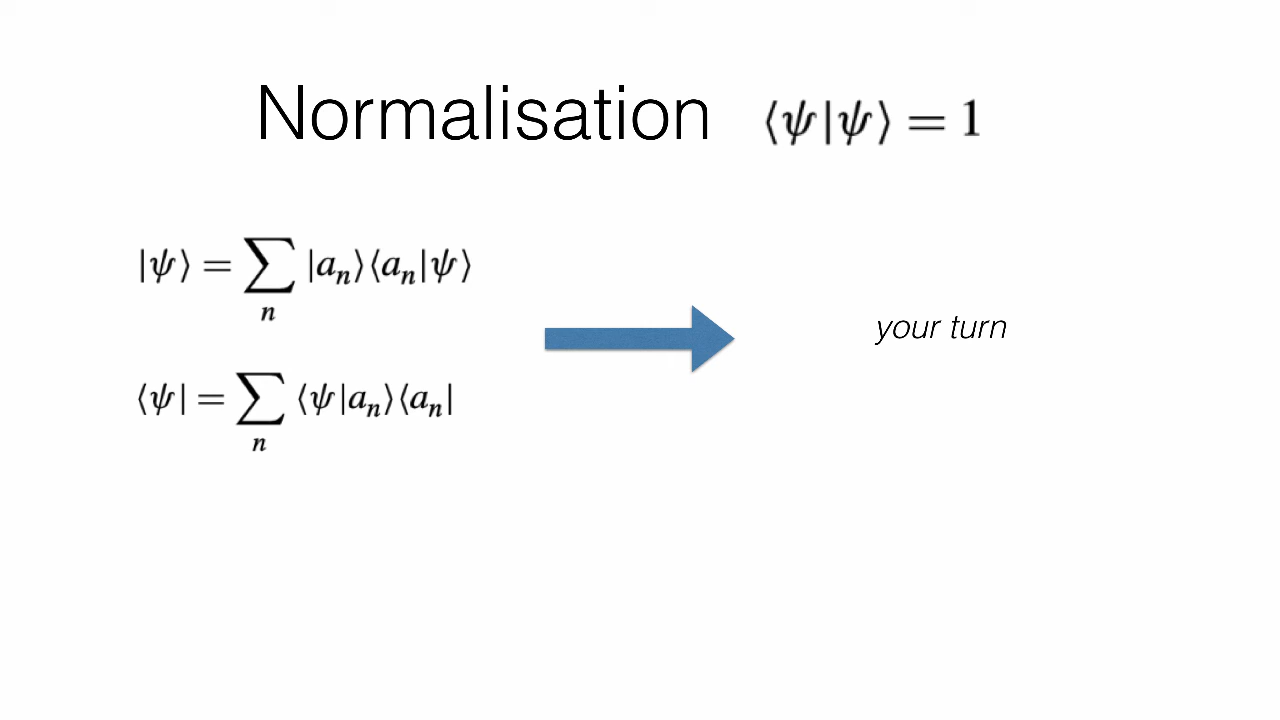 Normalisation ⟨ψ|ψ⟩ = 1
|ψ⟩ = ∑ₙ |aₙ⟩⟨aₙ|ψ⟩
your turn
⟨ψ| = ∑ₙ ⟨ψ|aₙ⟩⟨aₙ|